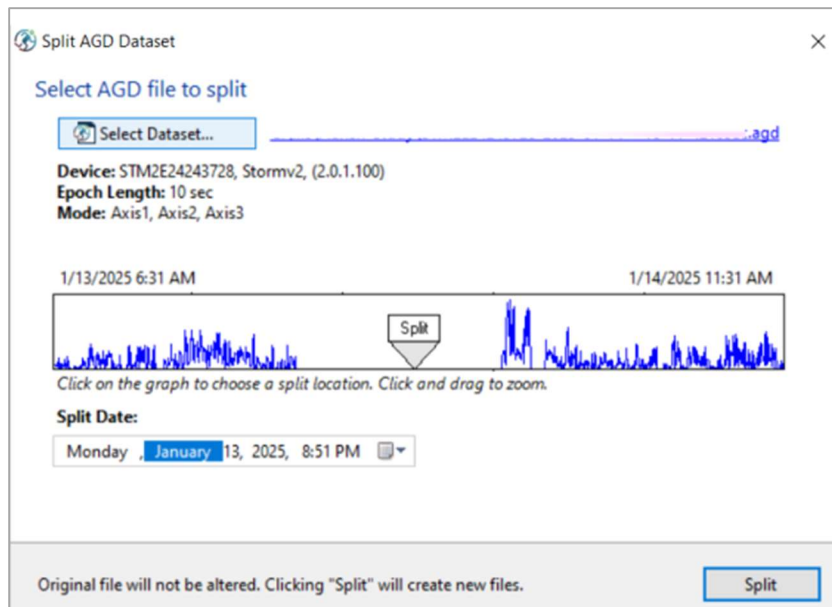 Split AGD Dataset
Select AGD file to split
Select Dataset...
.agd
Device: STM2E24243728, Stormv2, (2.0.1.100)
Epoch Length: 10 sec
Mode: Axis1, Axis2, Axis3
1/13/2025 6:31 AM 1/14/2025 11:31 AM
Split
Click on the graph to choose a split location. Click and drag to zoom.
Split Date:
Monday , January 13, 2025, 8:51 PM
Original file will not be altered. Clicking "Split" will create new files.
Split